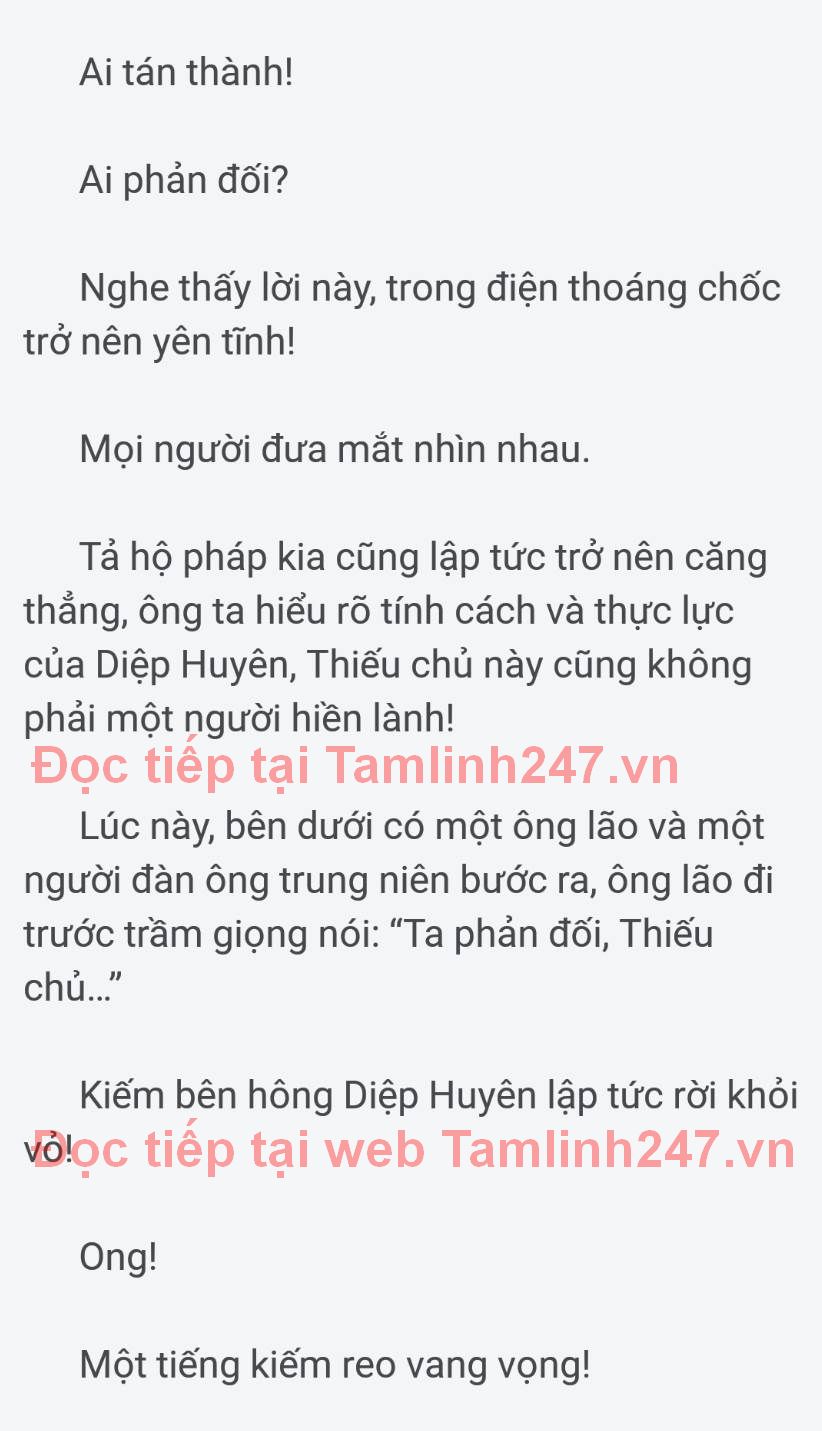 Ai tán thành!
Ai phản đối?
Nghe thấy lời này, trong điện thoáng chốc
trở nên yên tĩnh!
Mọi người đưa mắt nhìn nhau.
Tả hộ pháp kia cũng lập tức trở nên căng
thẳng, ông ta hiểu rõ tính cách và thực lực
của Diệp Huyên, Thiếu chủ này cũng không
phải một người hiền lành!
Đọc tiếp tại Tamlinh247.vn
Lúc này, bên dưới có một ông lão và một
người đàn ông trung niên bước ra, ông lão đi
trước trầm giọng nói: “Ta phản đối, Thiếu
chủ...”
Kiếm bên hông Diệp Huyên lập tức rời khỏi
vỏ!
Đọc tiếp tại web Tamlinh247.vn
Ong!
Một tiếng kiếm reo vang vọng!